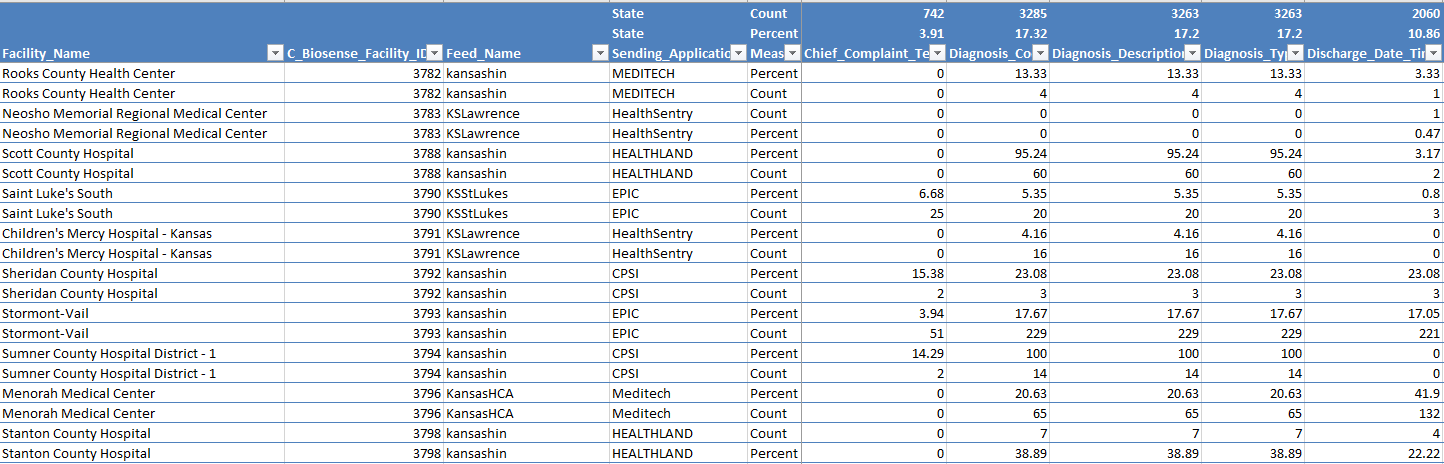 State Count 742 3285 3263 3263 2060
State Percent 3.91 17.32 17.2 17.2 10.86
Facility_Name C_Biosense_Facility_ID Feed_Name Sending_Applicatio Meas Chief_Complaint_Te Diagnosis_Co Diagnosis_Description Diagnosis_Ty Discharge_Date_Ti
Rooks County Health Center 3782 kansashin MEDITECH Percent 0 13.33 13.33 13.33 3.33
Rooks County Health Center 3782 kansashin MEDITECH Count 0 4 4 4 1
Neosho Memorial Regional Medical Center 3783 KSLawrence HealthSentry Count 0 0 0 0 1
Neosho Memorial Regional Medical Center 3783 KSLawrence HealthSentry Percent 0 0 0 0 0.47
Scott County Hospital 3788 kansashin HEALTHLAND Percent 0 95.24 95.24 95.24 3.17
Scott County Hospital 3788 kansashin HEALTHLAND Count 0 60 60 60 2
Saint Luke's South 3790 KSStLukes EPIC Percent 6.68 5.35 5.35 5.35 0.8
Saint Luke's South 3790 KSStLukes EPIC Count 25 20 20 20 3
Children's Mercy Hospital - Kansas 3791 KSLawrence HealthSentry Percent 0 4.16 4.16 4.16 0
Children's Mercy Hospital - Kansas 3791 KSLawrence HealthSentry Count 0 16 16 16 0
Sheridan County Hospital 3792 kansashin CPSI Percent 15.38 23.08 23.08 23.08 23.08
Sheridan County Hospital 3792 kansashin CPSI Count 2 3 3 3 3
Stormont-Vail 3793 kansashin EPIC Percent 3.94 17.67 17.67 17.67 17.05
Stormont-Vail 3793 kansashin EPIC Count 51 229 229 229 221
Sumner County Hospital District - 1 3794 kansashin CPSI Percent 14.29 100 100 100 0
Sumner County Hospital District - 1 3794 kansashin CPSI Count 2 14 14 14 0
Menorah Medical Center 3796 KansasHCA Meditech Percent 0 20.63 20.63 20.63 41.9
Menorah Medical Center 3796 KansasHCA Meditech Count 0 65 65 65 132
Stanton County Hospital 3798 kansashin HEALTHLAND Count 0 7 7 7 4
Stanton County Hospital 3798 kansashin HEALTHLAND Percent 0 38.89 38.89 38.89 22.22